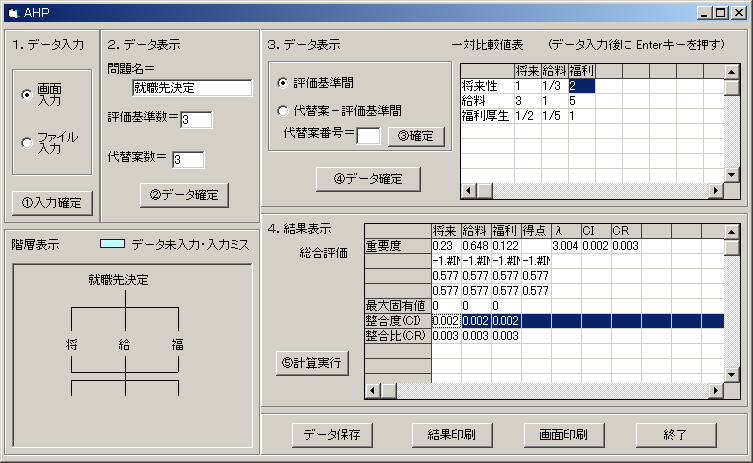 AHP
1. データ入力
画面
入力
ファイル
入力
①入力確定
2. データ表示
問題名＝
就職先決定
評価基準数＝ 3
代替案数＝ 3
②データ確定
3. データ表示
→対比較値表 (データ入力後に Enterキーを押す)
評価基準間
代替案－評価基準間
代替案番号＝
③確定
④データ確定
将来 給料 福利
将来性 1 1/3 2
給料 3 1 5
福利厚生 1/2 1/5 1
階層表示
データ未入力・入力ミス
就職先決定
将 給 福
4. 結果表示
総合評価
⑤計算実行
将来 給料 福利 得点 λ CI CR
重要度 0.23 0.648 0.122 3.004 0.002 0.003
-1.#IN -1.#IN -1.#IN -1.#IN
0.577 0.577 0.577 0.577
0.577 0.577 0.577 0.577
最大固有値 0 0 0
整合度(CI) 0.002 0.002 0.002
整合比(CR) 0.003 0.003 0.003
データ保存
結果印刷
画面印刷
終了